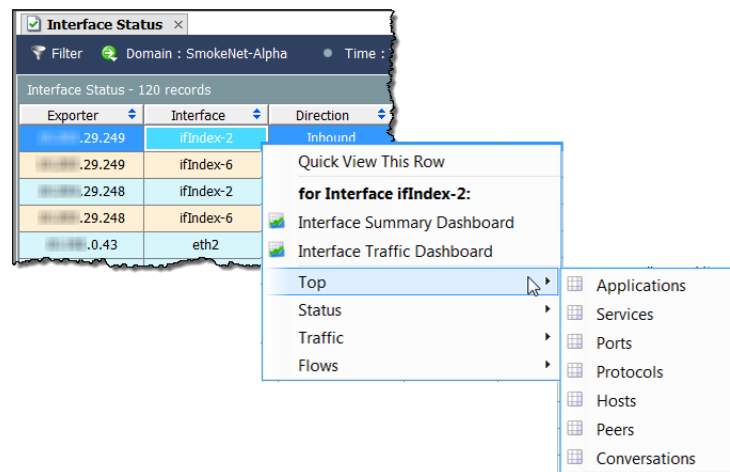 Interface Status ×
Filter Domain : SmokeNet-Alpha Time :
Interface Status - 120 records
Exporter Interface Direction
.29.249 ifIndex-2 Inbound
.29.249 ifIndex-6
.29.248 ifIndex-2
.29.248 ifIndex-6
.0.43 eth2
Quick View This Row
for Interface ifIndex-2:
Interface Summary Dashboard
Interface Traffic Dashboard
Top
Status
Traffic
Flows
Applications
Services
Ports
Protocols
Hosts
Peers
Conversations